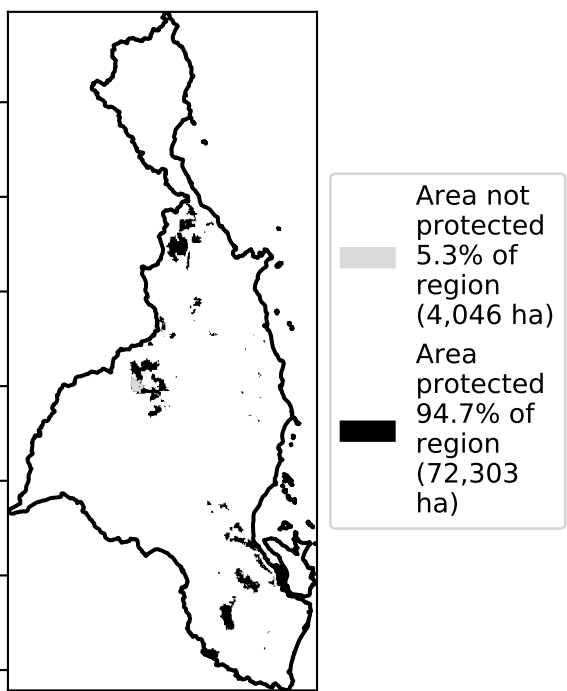 Area not
protected
5.3% of
region
(4,046 ha)
Area
protected
94.7% of
region
(72,303
ha)